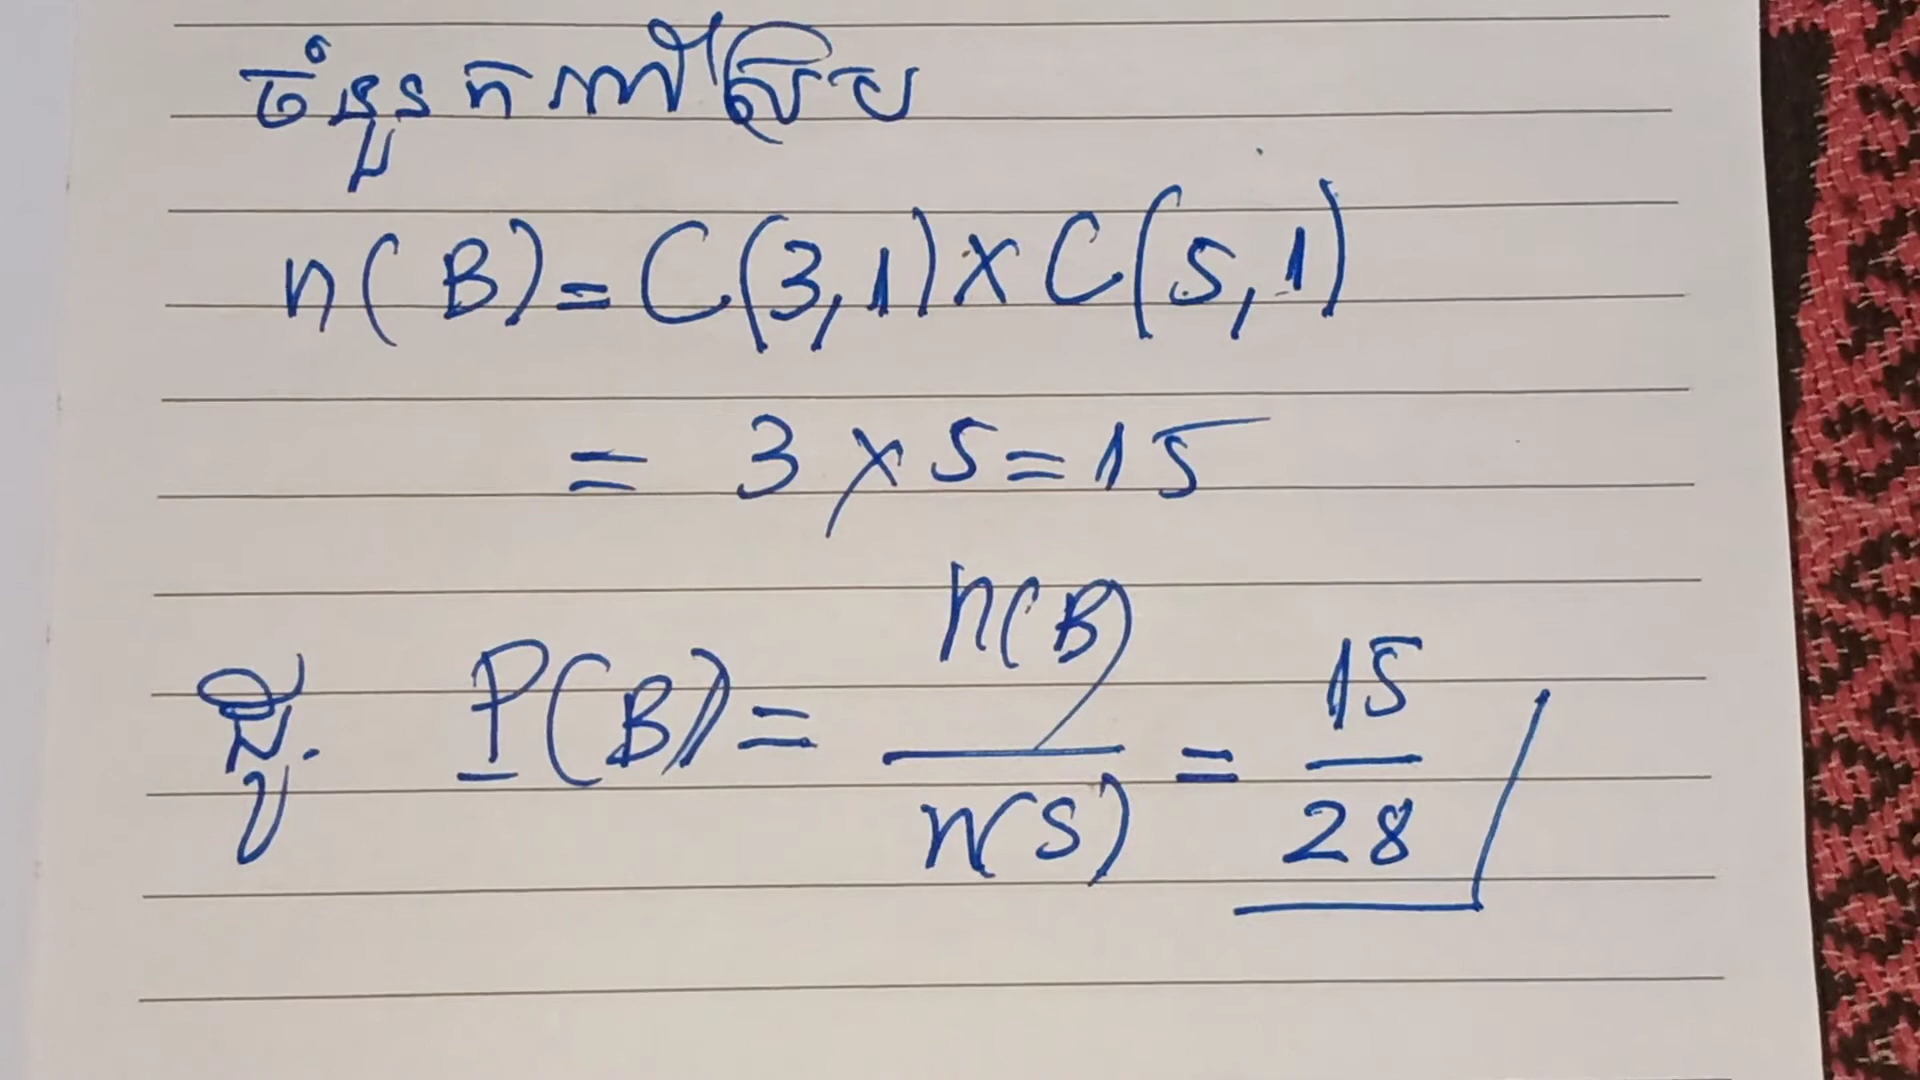 ចំនួនករណីស្រប
n(B) = C(3,1) × C(5,1)
= 3 × 5 = 15
ដូ. P(B) = n(B)/n(S) = 15/28